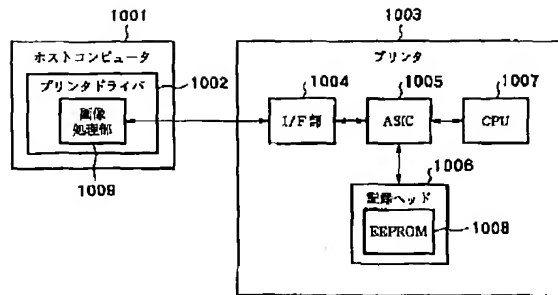 1001
ホストコンピュータ
プリンタドライバ
1002
画像
処理部
1009
1003
プリンタ
1004
I/F部
1005
ASIC
1007
CPU
1006
記録ヘッド
EEPROM
1008